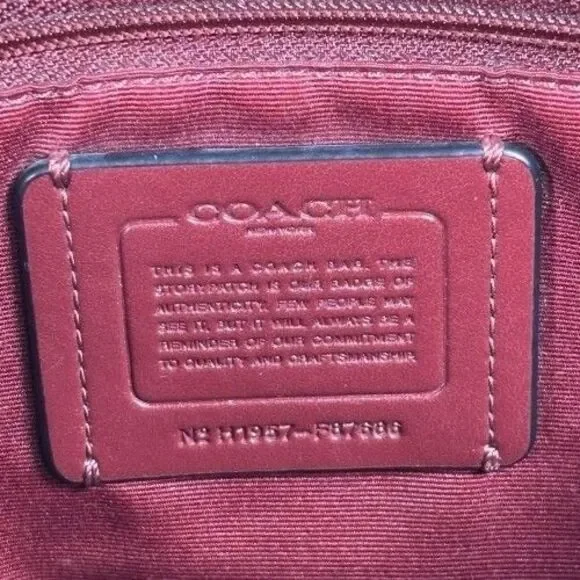 COACH
NEW YORK
THIS IS A COACH BAG. THE
STORYPATCH IS OUR BADGE OF
AUTHENTICITY. FEW PEOPLE MAY
SEE IT, BUT IT WILL ALWAYS BE A
REMINDER OF OUR COMMITMENT
TO QUALITY AND CRAFTSMANSHIP.
Nº H1957-F87686